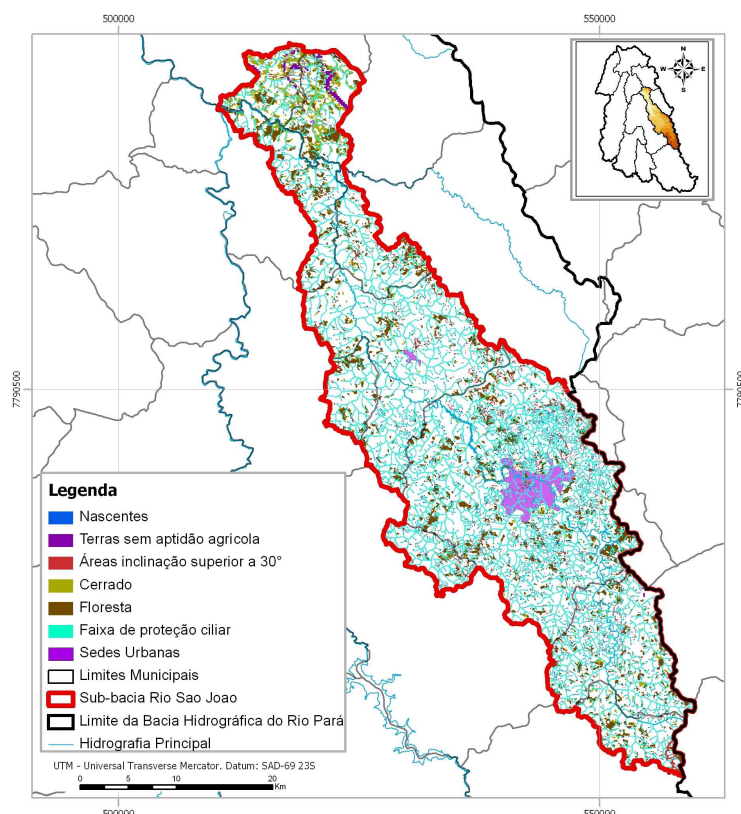 500000
550000
N
W
E
S
7790500
7790500
Legenda
Nascentes
Terras sem aptidão agrícola
Áreas inclinação superior a 30°
Cerrado
Floresta
Faixa de proteção ciliar
Sedes Urbanas
Limites Municipais
Sub-bacia Rio Sao Joao
Limite da Bacia Hidrográfica do Rio Pará
Hidrografia Principal
UTM - Universal Transverse Mercator. Datum: SAD-69 23S
0 5 10 20
Km
500000
550000